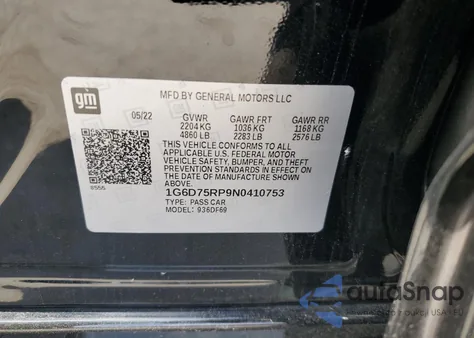 gm
MFD BY GENERAL MOTORS LLC
05/22 GVWR GAWR FRT GAWR RR
2204 KG 1036 KG 1168 KG
4860 LB 2283 LB 2576 LB
THIS VEHICLE CONFORMS TO ALL
APPLICABLE U.S. FEDERAL MOTOR
VEHICLE SAFETY, BUMPER, AND THEFT
PREVENTION STANDARDS IN EFFECT ON
THE DATE OF MANUFACTURE SHOWN
ABOVE.
1G6D75RP9N0410753
TYPE: PASS CAR
MODEL: 936DF69
autoSnap